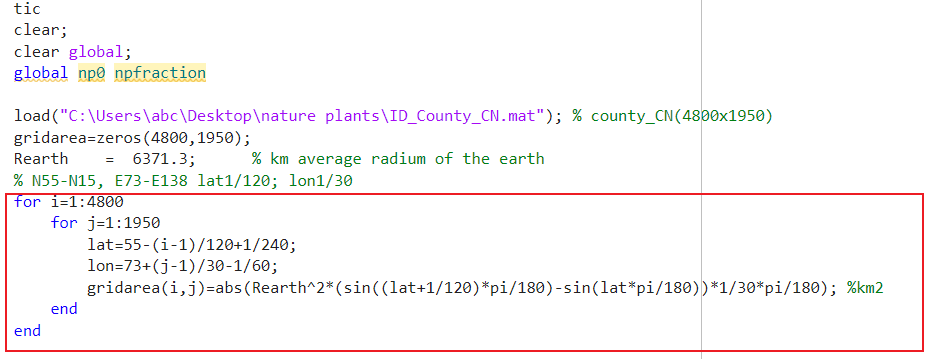 tic
clear;
clear global;
global np0 npfraction
load("C:\Users\abc\Desktop\nature plants\ID_County_CN.mat"); % county_CN(4800x1950)
gridarea=zeros(4800,1950);
Rearth    =  6371.3;      % km average radium of the earth
% N55-N15, E73-E138 lat1/120; lon1/30
for i=1:4800
    for j=1:1950
        lat=55-(i-1)/120+1/240;
        lon=73+(j-1)/30-1/60;
        gridarea(i,j)=abs(Rearth^2*(sin((lat+1/120)*pi/180)-sin(lat*pi/180))*1/30*pi/180); %km2
    end
end